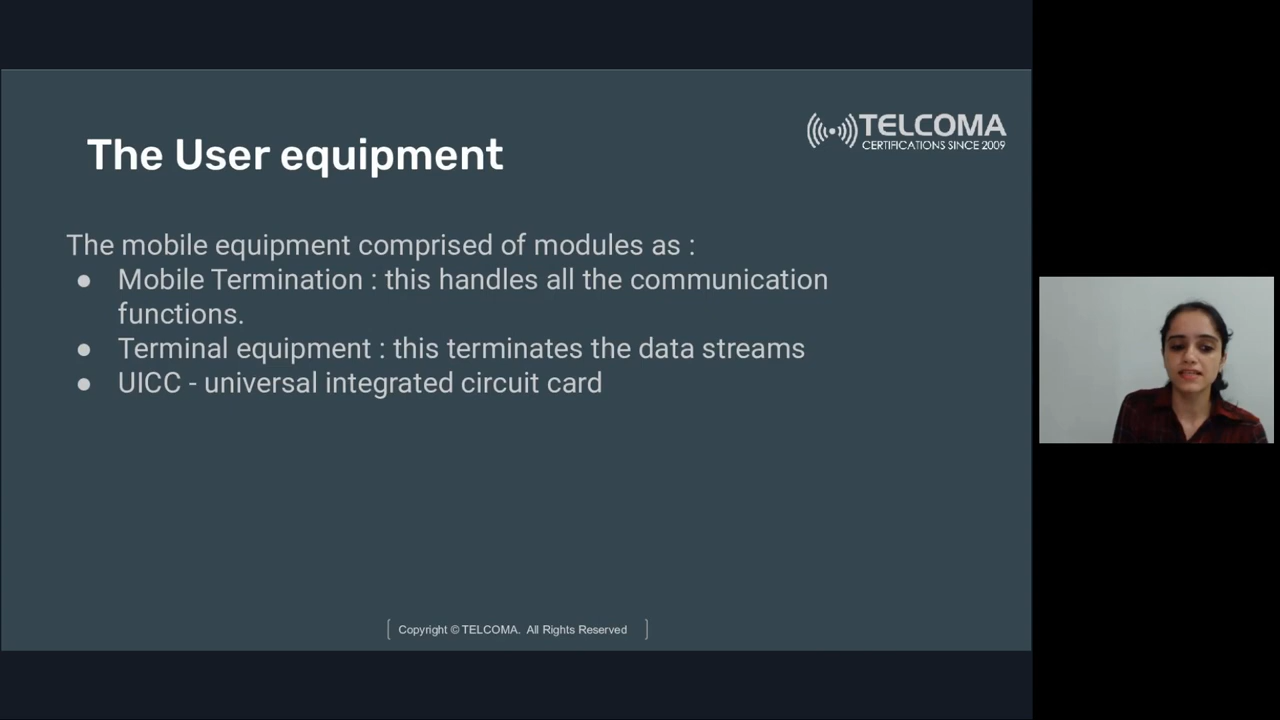 TELCOMA
CERTIFICATIONS SINCE 2009
The User equipment
The mobile equipment comprised of modules as :
● Mobile Termination : this handles all the communication
functions.
● Terminal equipment : this terminates the data streams
● UICC - universal integrated circuit card
Copyright © TELCOMA. All Rights Reserved